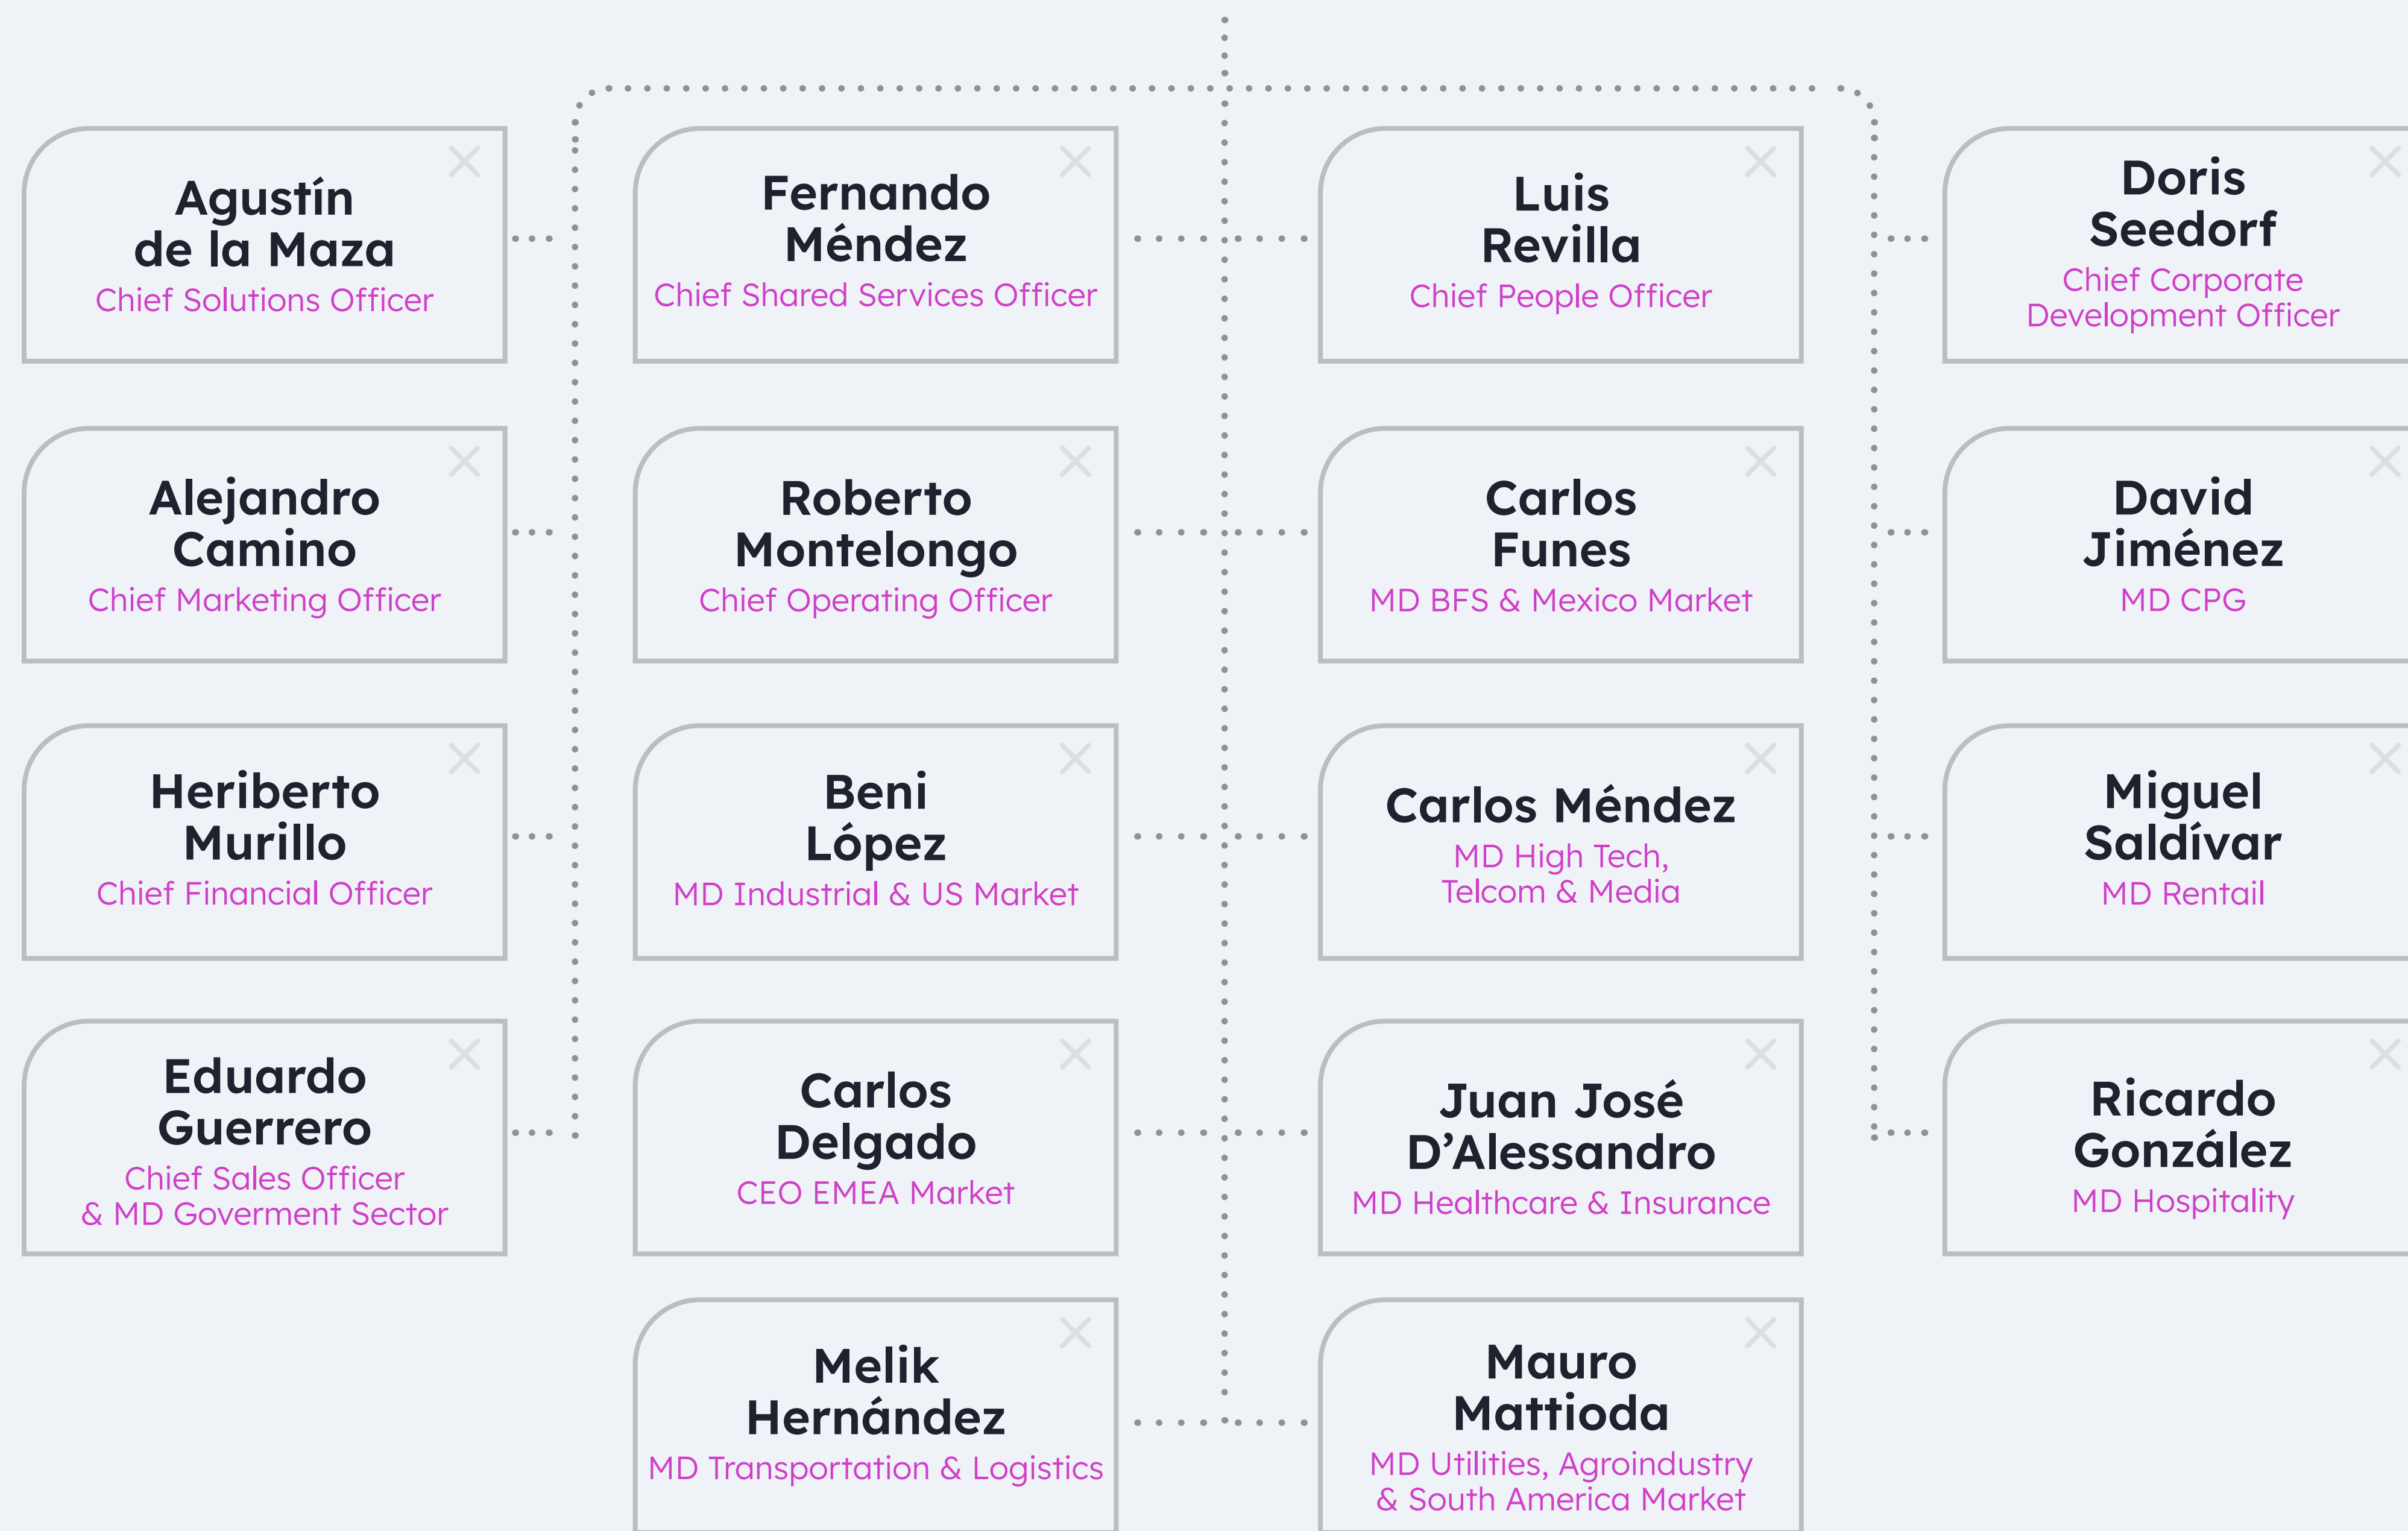 Agustín
de la Maza
Chief Solutions Officer
Fernando
Méndez
Chief Shared Services Officer
Luis
Revilla
Chief People Officer
Doris
Seedorf
Chief Corporate
Development Officer
Alejandro
Camino
Chief Marketing Officer
Roberto
Montelongo
Chief Operating Officer
Carlos
Funes
MD BFS & Mexico Market
David
Jiménez
MD CPG
Heriberto
Murillo
Chief Financial Officer
Beni
López
MD Industrial & US Market
Carlos Méndez
MD High Tech,
Telcom & Media
Miguel
Saldívar
MD Rentail
Eduardo
Guerrero
Chief Sales Officer
& MD Goverment Sector
Carlos
Delgado
CEO EMEA Market
Juan José
D’Alessandro
MD Healthcare & Insurance
Ricardo
González
MD Hospitality
Melik
Hernández
MD Transportation & Logistics
Mauro
Mattioda
MD Utilities, Agroindustry
& South America Market